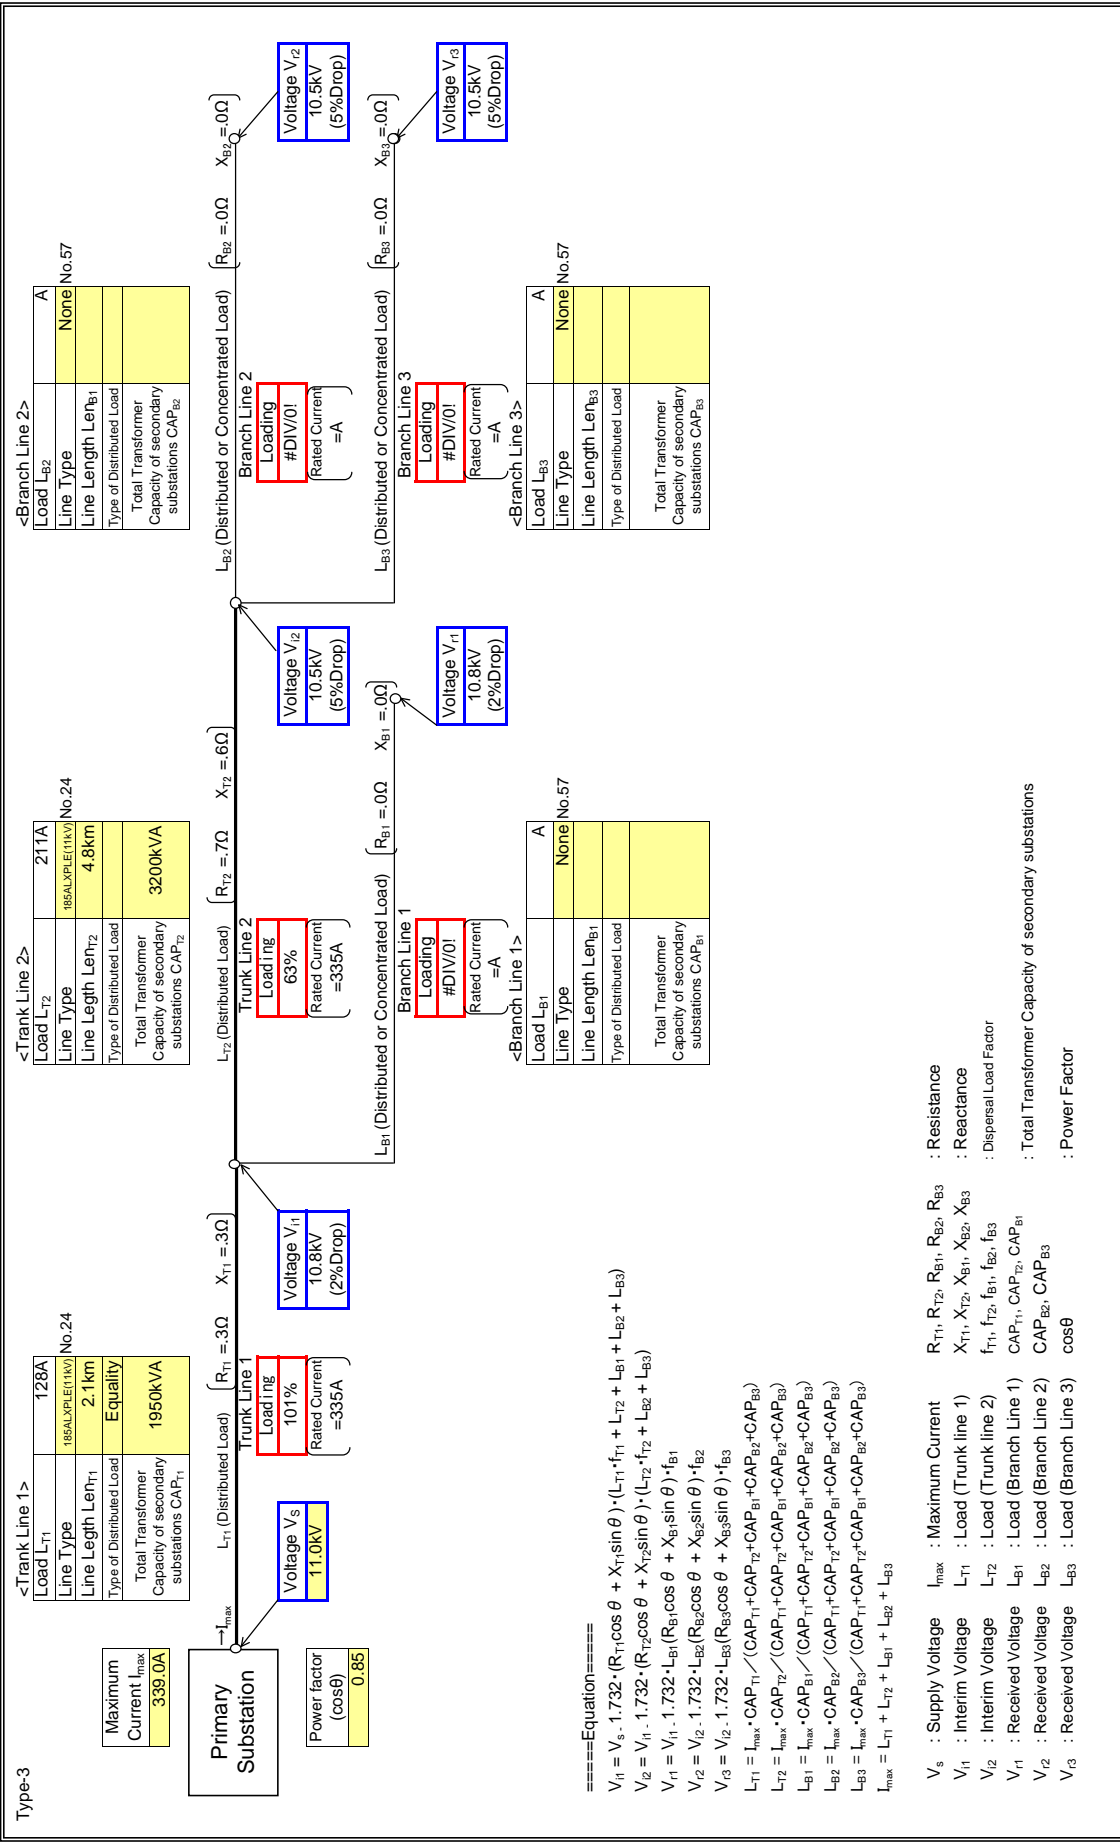 Type-3
Maximum
Current Imax
339.0A
Primary
Substation
Power factor
(cosθ)
0.85
→Imax
Voltage Vs
11.0kV
<Trank Line 1>
Load LT1 128A
Line Type 185ALXPLE(11kV) No.24
Line Legth LenT1 2.1km
Type of Distributed Load Equality
Total Transformer
Capacity of secondary
substations CAPT1
1950kVA
LT1 (Distributed Load)
RT1 =.3Ω XT1 =.3Ω
Trunk Line 1
Loading
101%
Rated Current
=335A
Voltage Vi1
10.8kV
(2%Drop)
<Trank Line 2>
Load LT2 211A
Line Type 185ALXPLE(11kV) No.24
Line Legth LenT2 4.8km
Type of Distributed Load
Total Transformer
Capacity of secondary
substations CAPT2
3200kVA
LT2 (Distributed Load)
RT2 =.7Ω XT2 =.6Ω
Trunk Line 2
Loading
63%
Rated Current
=335A
Voltage Vi2
10.5kV
(5%Drop)
LB1 (Distributed or Concentrated Load)
RB1 =.0Ω XB1 =.0Ω
Branch Line 1
Loading
#DIV/0!
Rated Current
=A
Voltage Vr1
10.8kV
(2%Drop)
<Branch Line 1>
Load LB1 A
Line Type None No.57
Line Length LenB1
Type of Distributed Load
Total Transformer
Capacity of secondary
substations CAPB1
<Branch Line 2>
Load LB2 A
Line Type None No.57
Line Length LenB1
Type of Distributed Load
Total Transformer
Capacity of secondary
substations CAPB2
LB2 (Distributed or Concentrated Load)
RB2 =.0Ω XB2 =.0Ω
Branch Line 2
Loading
#DIV/0!
Rated Current
=A
Voltage Vr2
10.5kV
(5%Drop)
LB3 (Distributed or Concentrated Load)
RB3 =.0Ω XB3 =.0Ω
Branch Line 3
Loading
#DIV/0!
Rated Current
=A
Voltage Vr3
10.5kV
(5%Drop)
<Branch Line 3>
Load LB3 A
Line Type None No.57
Line Length LenB3
Type of Distributed Load
Total Transformer
Capacity of secondary
substations CAPB3
=====Equation=====
Vi1 = Vs - 1.732・(RT1cos θ + XT1sin θ)・(LT1・fT1 + LT2 + LB1 + LB2 + LB3)
Vi2 = Vi1 - 1.732・(RT2cos θ + XT2sin θ)・(LT2・fT2 + LB2 + LB3)
Vr1 = Vi1 - 1.732・LB1(RB1cos θ + XB1sin θ)・fB1
Vr2 = Vi2 - 1.732・LB2(RB2cos θ + XB2sin θ)・fB2
Vr3 = Vi2 - 1.732・LB3(RB3cos θ + XB3sin θ)・fB3
LT1 = Imax・CAPT1／(CAPT1+CAPT2+CAPB1+CAPB2+CAPB3)
LT2 = Imax・CAPT2／(CAPT1+CAPT2+CAPB1+CAPB2+CAPB3)
LB1 = Imax・CAPB1／(CAPT1+CAPT2+CAPB1+CAPB2+CAPB3)
LB2 = Imax・CAPB2／(CAPT1+CAPT2+CAPB1+CAPB2+CAPB3)
LB3 = Imax・CAPB3／(CAPT1+CAPT2+CAPB1+CAPB2+CAPB3)
Imax = LT1 + LT2 + LB1 + LB2 + LB3
Vs : Supply Voltage Imax : Maximum Current RT1, RT2, RB1, RB2, RB3 : Resistance
Vi1 : Interim Voltage LT1 : Load (Trunk line 1) XT1, XT2, XB1, XB2, XB3 : Reactance
Vi2 : Interim Voltage LT2 : Load (Trunk line 2) fT1, fT2, fB1, fB2, fB3 : Dispersal Load Factor
Vr1 : Received Voltage LB1 : Load (Branch Line 1) CAPT1, CAPT2, CAPB1 : Total Transformer Capacity of secondary substations
Vr2 : Received Voltage LB2 : Load (Branch Line 2) CAPB2, CAPB3
Vr3 : Received Voltage LB3 : Load (Branch Line 3) cosθ : Power Factor